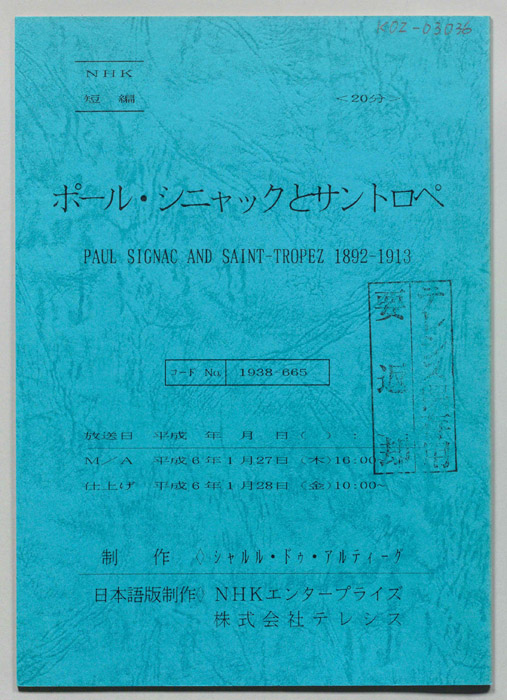 KOZ-03036
NHK
短編
<20分>
ポール・シニャックとサントロペ
PAUL SIGNAC AND SAINT-TROPEZ 1892-1913
要返却
コード No. 1938-665
放送日 平成 年 月 日 ( ) :
M/A 平成6年1月27日 (木)16:00~
仕上げ 平成6年1月28日 (金)10:00~
制作 シャルル・ドゥ・アルティーグ
日本語版制作 NHKエンタープライズ
株式会社テレシス